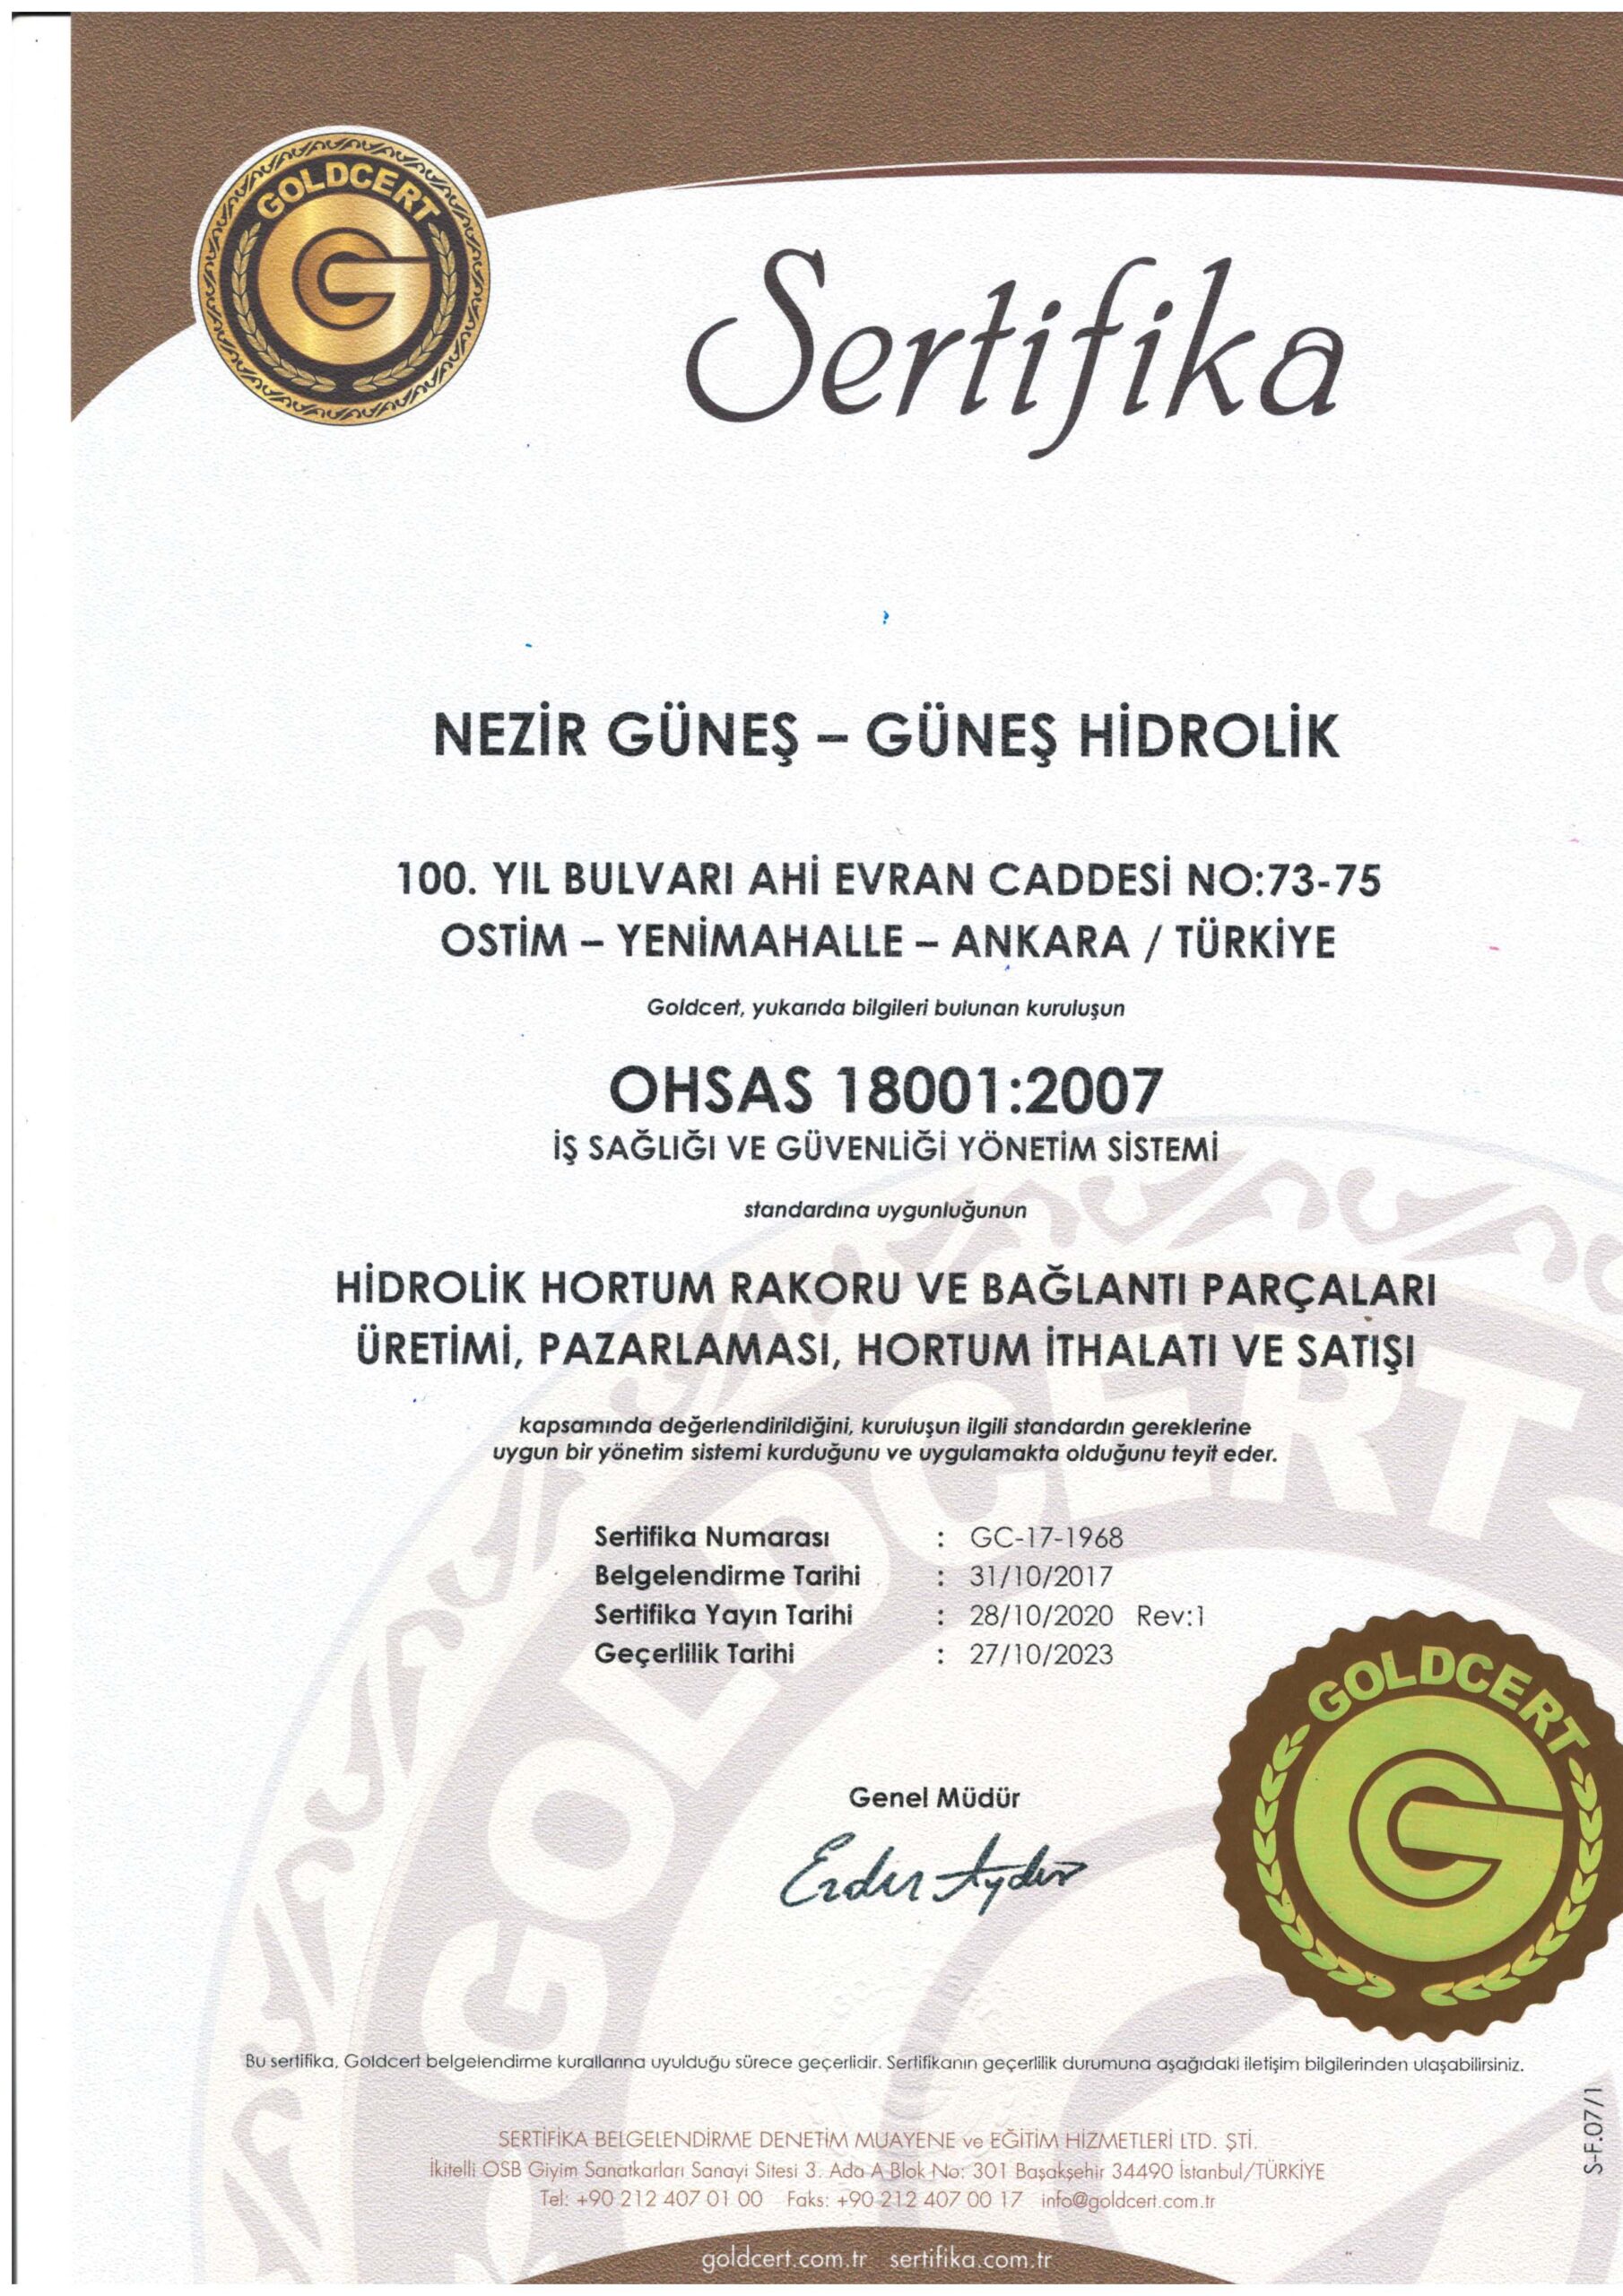 GOLDCERT
Sertifika
NEZİR GÜNEŞ – GÜNEŞ HİDROLİK
100. YIL BULVARI AHİ EVRAN CADDESİ NO:73-75
OSTİM – YENİMAHALLE – ANKARA / TÜRKİYE
Goldcert, yukarıda bilgileri bulunan kuruluşun
OHSAS 18001:2007
İŞ SAĞLIĞI VE GÜVENLİĞİ YÖNETİM SİSTEMİ
standardına uygunluğunun
HİDROLİK HORTUM RAKORU VE BAĞLANTI PARÇALARI
ÜRETİMİ, PAZARLAMASI, HORTUM İTHALATI VE SATIŞI
kapsamında değerlendirildiğini, kuruluşun ilgili standardın gereklerine
uygun bir yönetim sistemi kurduğunu ve uygulamakta olduğunu teyit eder.
Sertifika Numarası : GC-17-1968
Belgelendirme Tarihi : 31/10/2017
Sertifika Yayın Tarihi : 28/10/2020 Rev:1
Geçerlilik Tarihi : 27/10/2023
GOLDCERT
Genel Müdür
GOLDCERT
Bu sertifika, Goldcert belgelendirme kurallarına uyulduğu sürece geçerlidir. Sertifikanın geçerlilik durumuna aşağıdaki iletişim bilgilerinden ulaşabilirsiniz.
SERTİFİKA BELGELENDİRME DENETİM MUAYENE ve EĞİTİM HİZMETLERİ LTD. ŞTİ.
İkitelli OSB Giyim Sanatkarları Sanayi Sitesi 3. Ada A Blok No: 301 Başakşehir 34490 İstanbul/TÜRKİYE
Tel: +90 212 407 01 00 Faks: +90 212 407 00 17 info@goldcert.com.tr
S-F.07/1
goldcert.com.tr sertifika.com.tr